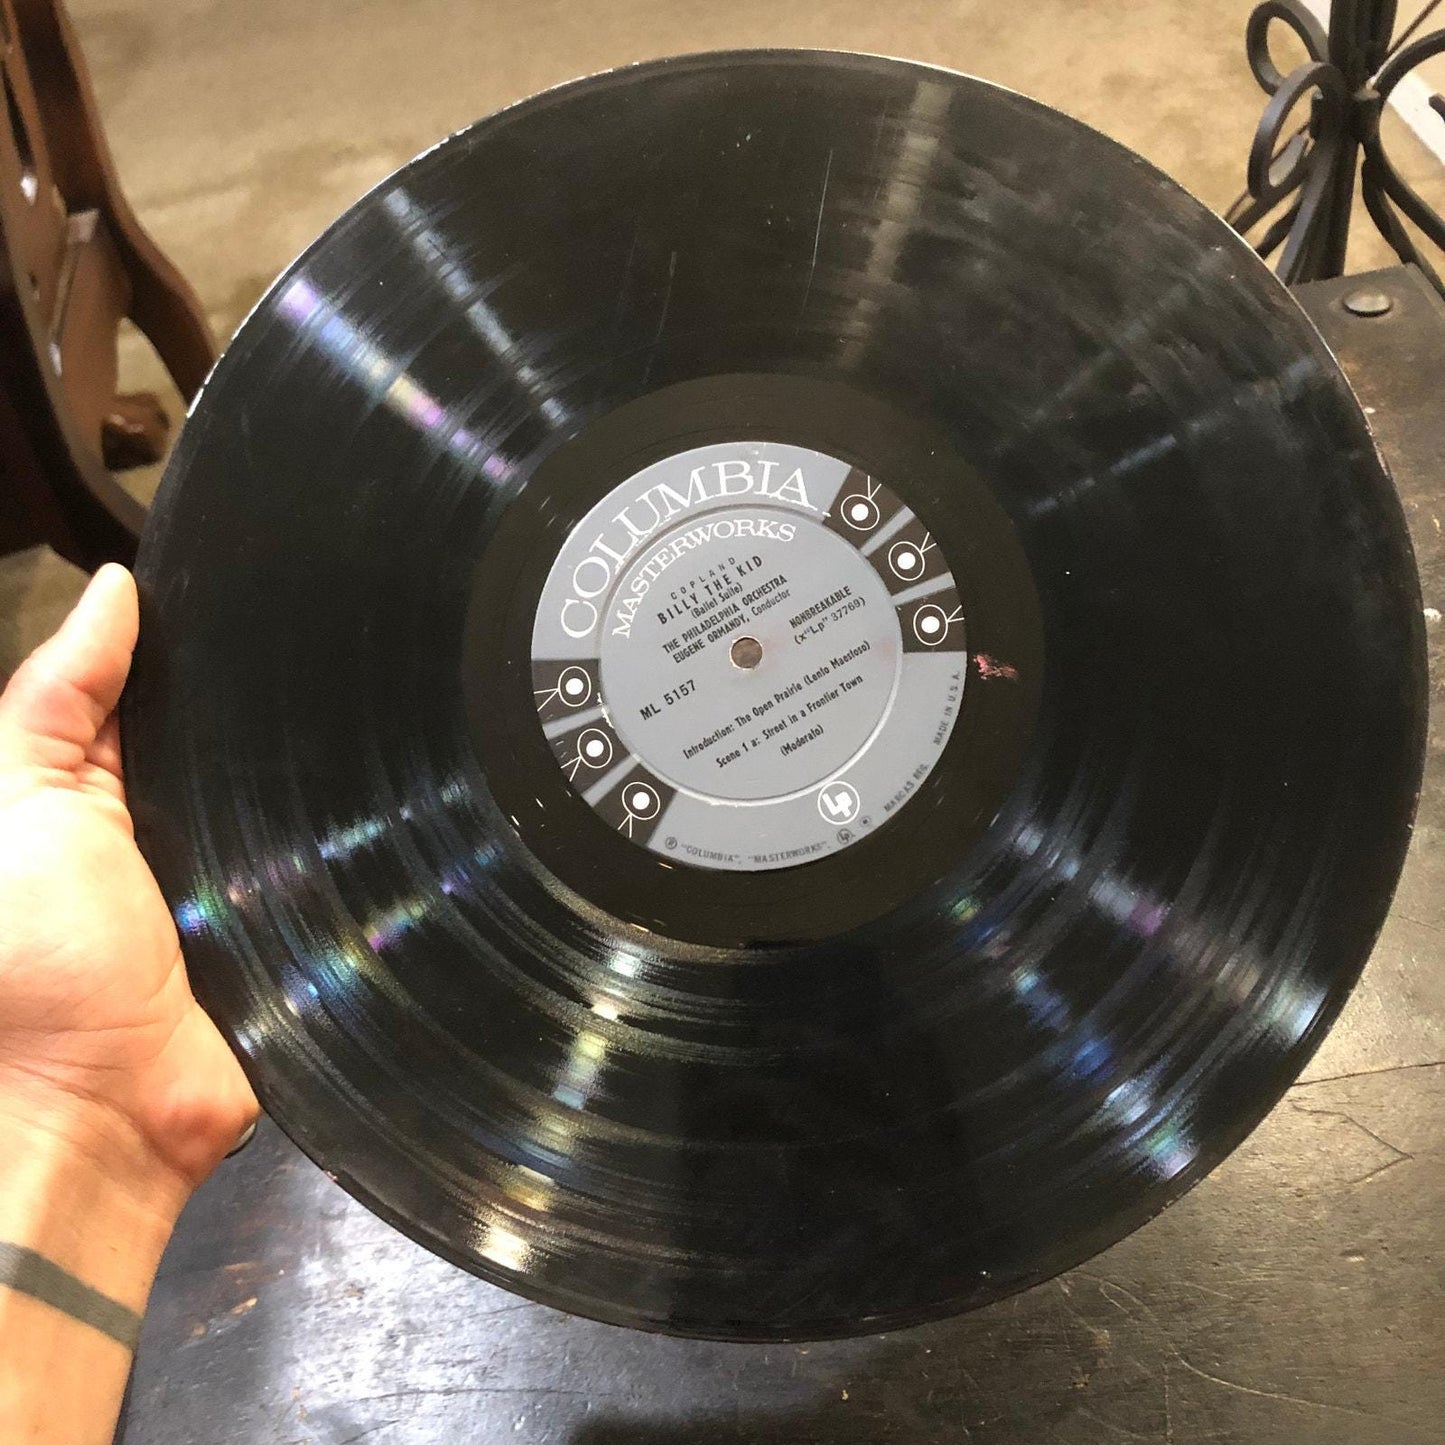 COLUMBIA
MASTERWORKS
COPLAND
BILLY THE KID
(Ballet Suite)
THE PHILADELPHIA ORCHESTRA
EUGENE ORMANDY, Conductor
NONBREAKABLE
(x"Lp" 37769)
ML 5157
Introduction: The Open Prairie (Lento Maestoso)
Scene 1 a: Street in a Frontier Town
(Moderato)
Lp
® "COLUMBIA", "MASTERWORKS", Lp ® MARCAS REG. MADE IN U.S.A.